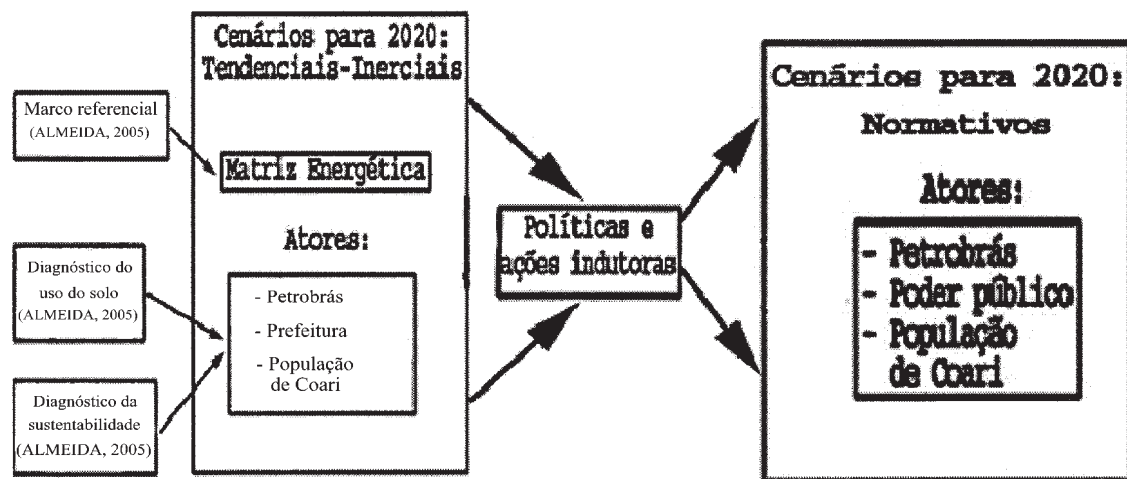 Marco referencial
(ALMEIDA, 2005)
Diagnóstico do
uso do solo
(ALMEIDA, 2005)
Diagnóstico da
sustentabilidade
(ALMEIDA, 2005)
Cenários para 2020:
Tendenciais-Inerciais
Matriz Energética
Atores:
- Petrobrás
- Prefeitura
- População
de Coari
Políticas e
ações indutoras
Cenários para 2020:
Normativos
Atores:
- Petrobrás
- Poder público
- População
de Coari